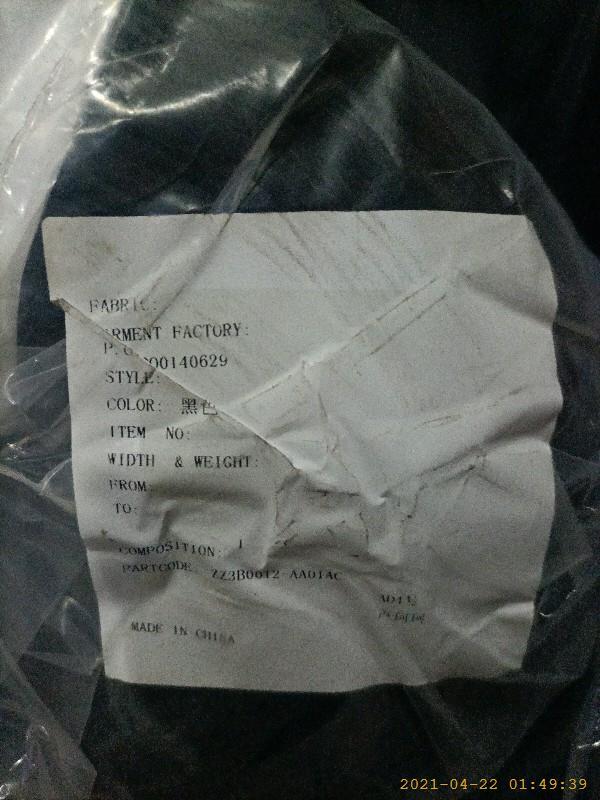 FABRIC:
RMENT FACTORY:
P. O 00140629
STYLE:
COLOR: 黑色
ITEM NO:
WIDTH & WEIGHT:
FROM:
TO:
COMPOSITION: 1
PARTCODE ZZ3B0012-AA01AC
MADE IN CHINA
2021-04-22 01:49:39